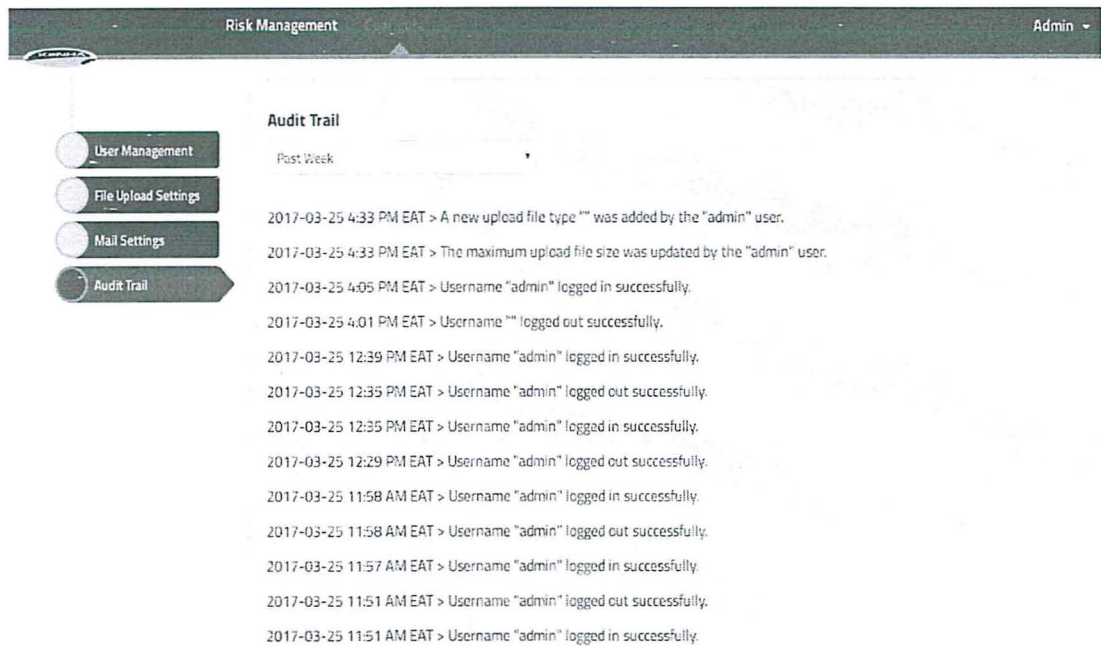 Risk Management
Admin
Audit Trail
Past Week
User Management
File Upload Settings
Mail Settings
Audit Trail
2017-03-25 4:33 PM EAT > A new upload file type "" was added by the "admin" user.
2017-03-25 4:33 PM EAT > The maximum upload file size was updated by the "admin" user.
2017-03-25 4:05 PM EAT > Username "admin" logged in successfully.
2017-03-25 4:01 PM EAT > Username "" logged out successfully.
2017-03-25 12:39 PM EAT > Username "admin" logged in successfully.
2017-03-25 12:35 PM EAT > Username "admin" logged out successfully.
2017-03-25 12:35 PM EAT > Username "admin" logged in successfully.
2017-03-25 12:29 PM EAT > Username "admin" logged out successfully.
2017-03-25 11:58 AM EAT > Username "admin" logged in successfully.
2017-03-25 11:58 AM EAT > Username "admin" logged out successfully.
2017-03-25 11:57 AM EAT > Username "admin" logged in successfully.
2017-03-25 11:51 AM EAT > Username "admin" logged out successfully.
2017-03-25 11:51 AM EAT > Username "admin" logged in successfully.